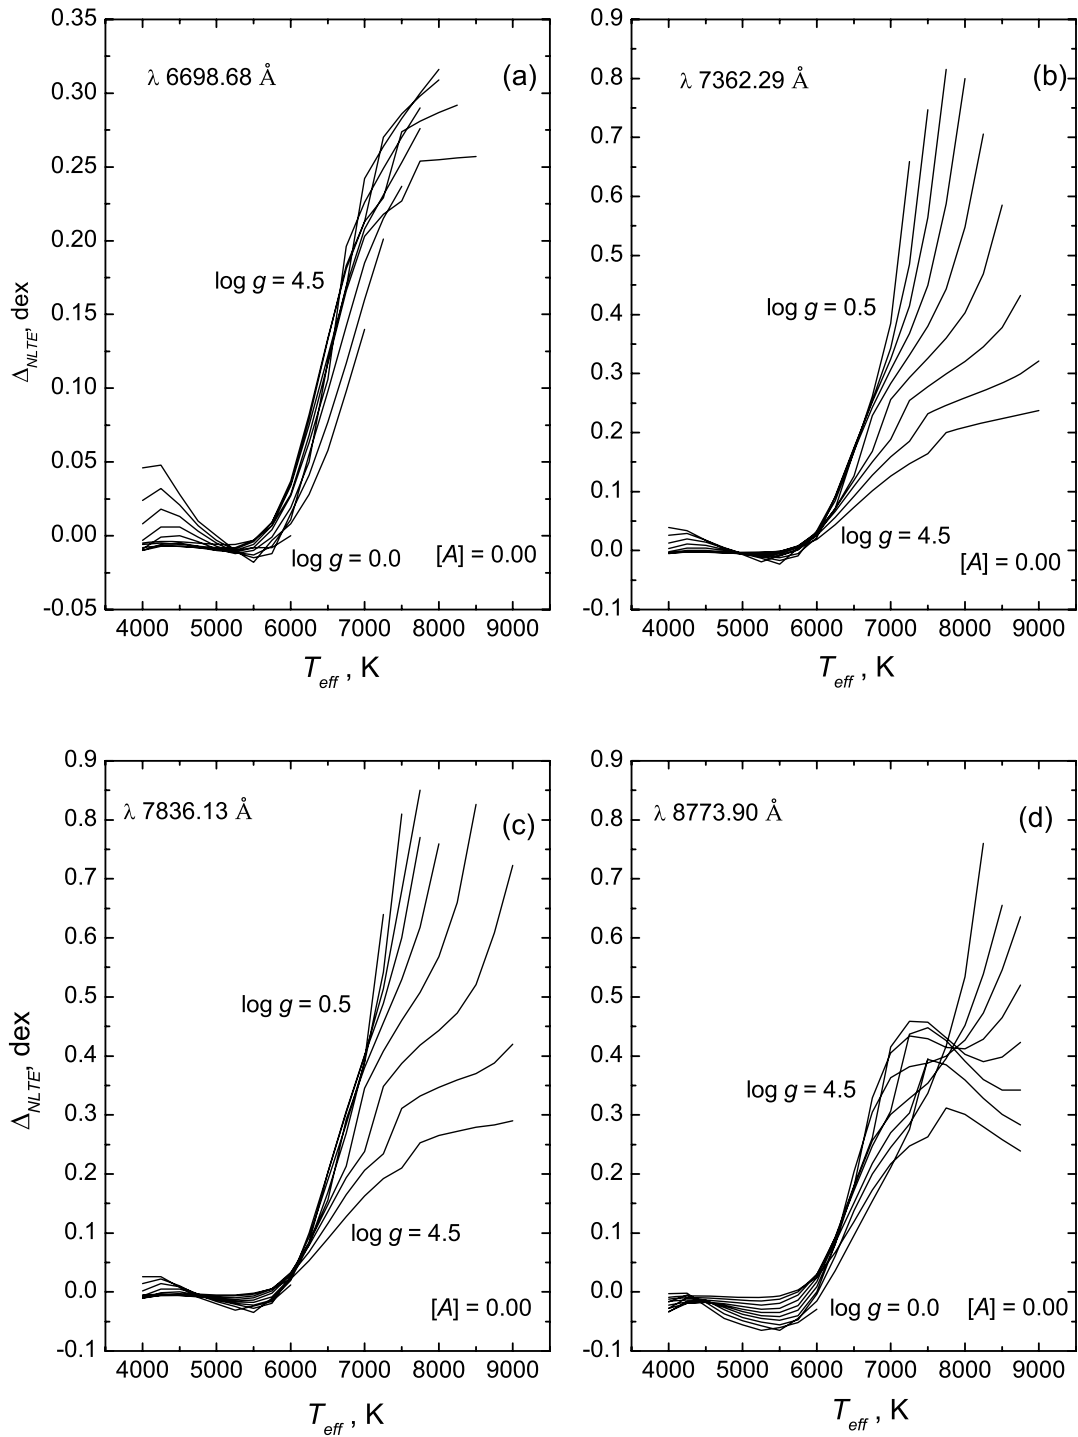 0.35
0.30
0.25
0.20
0.15
0.10
0.05
0.00
-0.05
Δ_NLTE, dex
λ 6698.68 Å
(a)
log g = 4.5
log g = 0.0
[A] = 0.00
4000 5000 6000 7000 8000 9000
T_eff , K
0.9
0.8
0.7
0.6
0.5
0.4
0.3
0.2
0.1
0.0
-0.1
λ 7362.29 Å
(b)
log g = 0.5
log g = 4.5
[A] = 0.00
4000 5000 6000 7000 8000 9000
T_eff , K
0.9
0.8
0.7
0.6
0.5
0.4
0.3
0.2
0.1
0.0
-0.1
Δ_NLTE, dex
λ 7836.13 Å
(c)
log g = 0.5
log g = 4.5
[A] = 0.00
4000 5000 6000 7000 8000 9000
T_eff , K
0.9
0.8
0.7
0.6
0.5
0.4
0.3
0.2
0.1
0.0
-0.1
λ 8773.90 Å
(d)
log g = 4.5
log g = 0.0
[A] = 0.00
4000 5000 6000 7000 8000 9000
T_eff , K